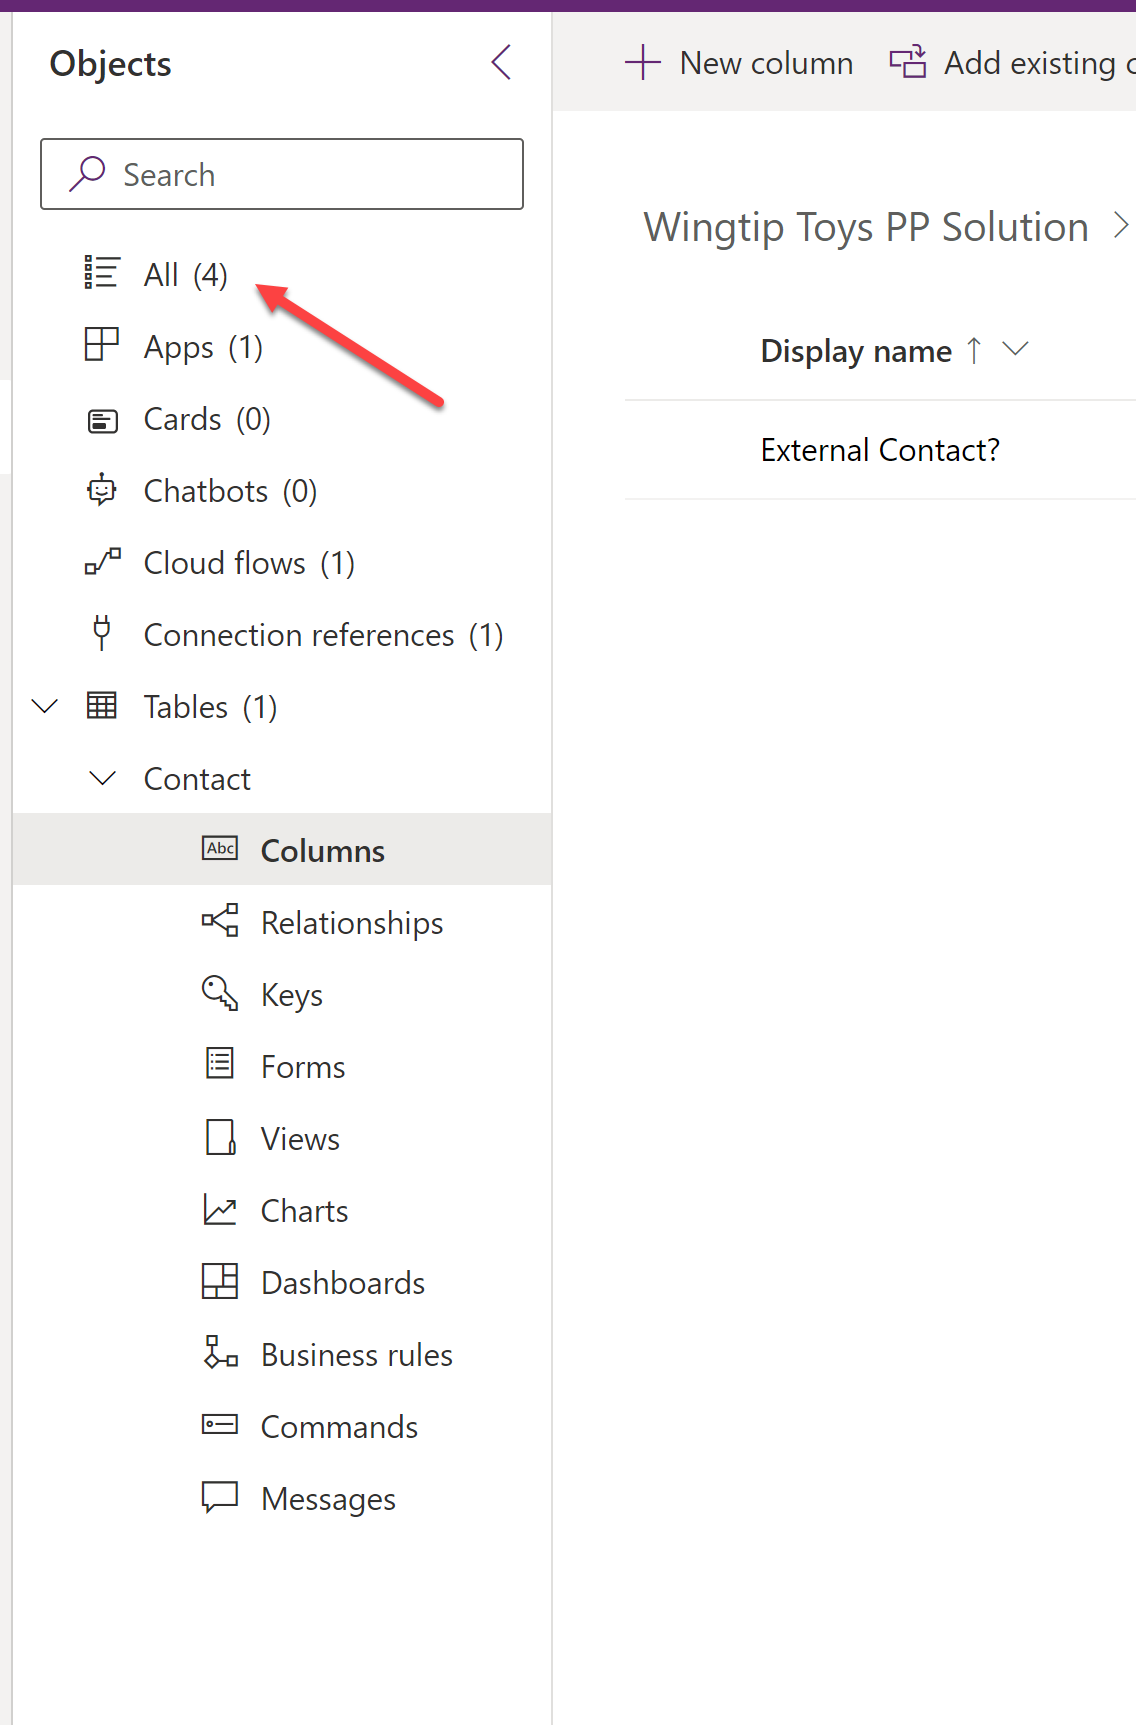 Objects
New column
Add existing
Search
Wingtip Toys PP Solution
All (4)
Apps (1)
Display name
Cards (0)
External Contact?
Chatbots (0)
Cloud flows (1)
Connection references (1)
Tables (1)
Contact
Abc Columns
Relationships
Keys
Forms
Views
Charts
Dashboards
Business rules
Commands
Messages